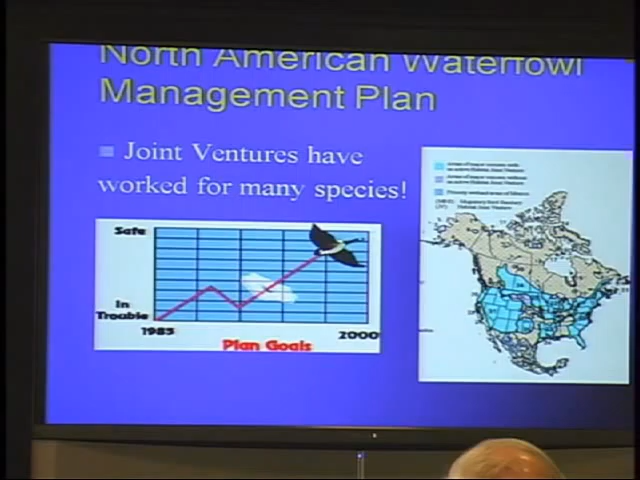 North American Waterfowl
Management Plan
Joint Ventures have
worked for many species!
Safe
In
Trouble
1985
2000
Plan Goals